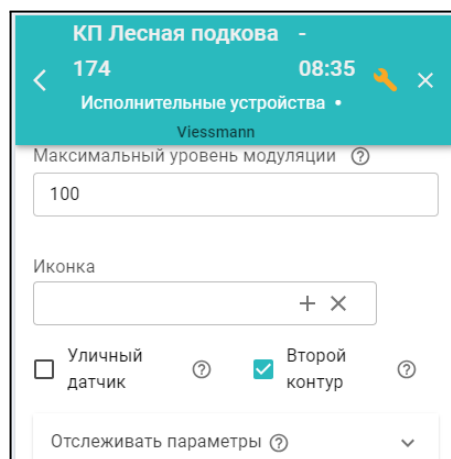 КП Лесная подкова -
174 08:35
Исполнительные устройства •
Viessmann
Максимальный уровень модуляции
100
Иконка
Уличный датчик
Второй контур
Отслеживать параметры